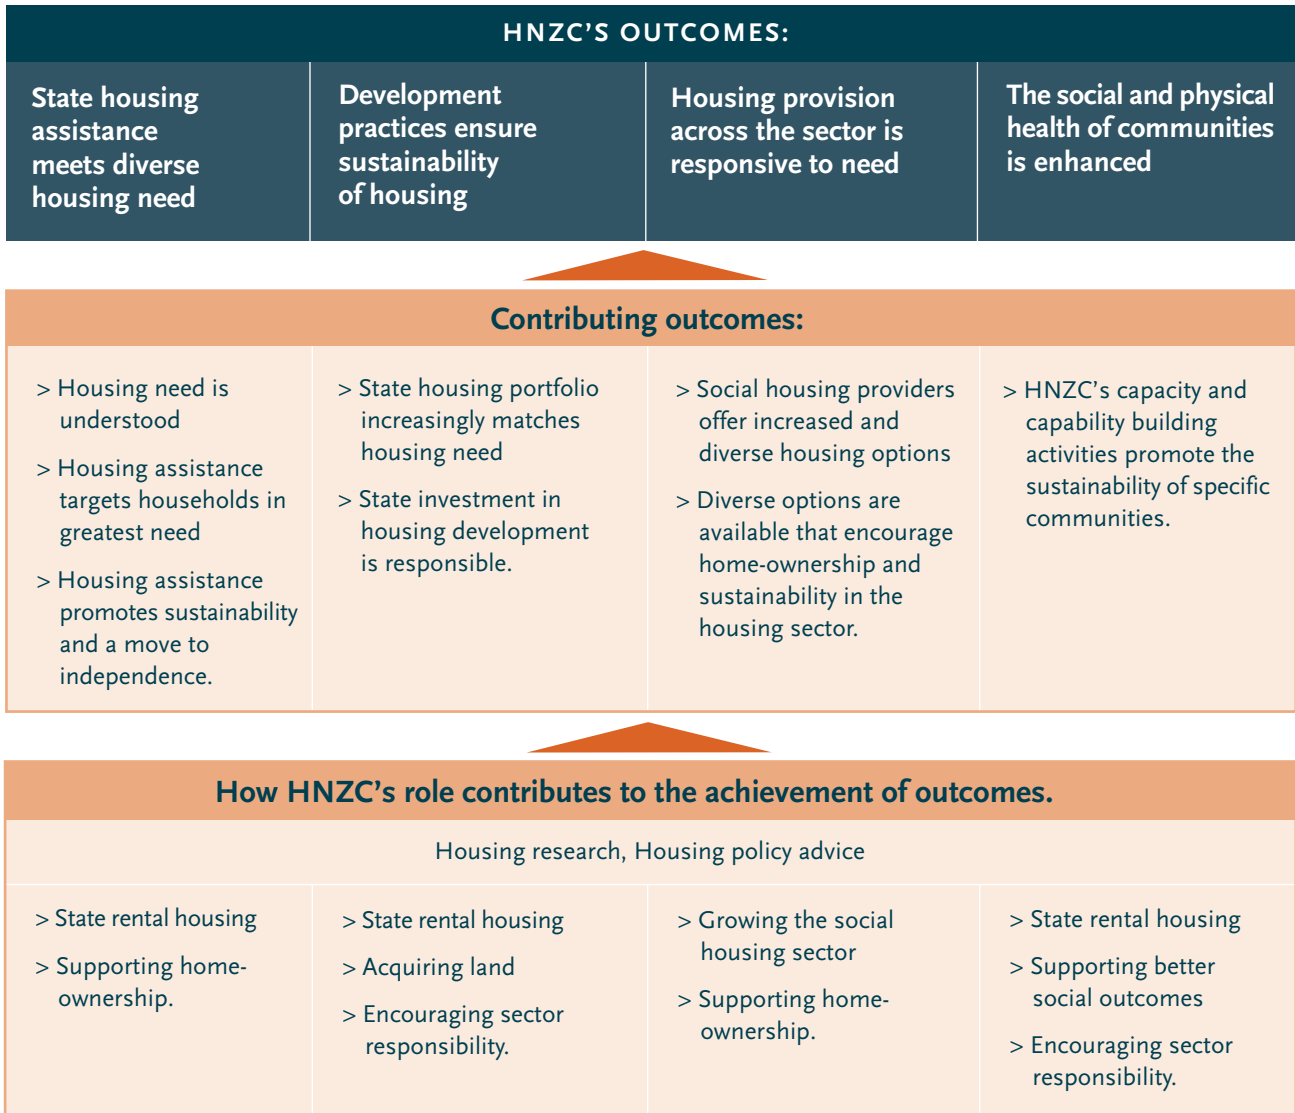 HNZC'S OUTCOMES:
State housing
assistance
meets diverse
housing need
Development
practices ensure
sustainability
of housing
Housing provision
across the sector is
responsive to need
The social and physical
health of communities
is enhanced
Contributing outcomes:
> Housing need is
understood
> Housing assistance
targets households in
greatest need
> Housing assistance
promotes sustainability
and a move to
independence.
> State housing portfolio
increasingly matches
housing need
> State investment in
housing development
is responsible.
> Social housing providers
offer increased and
diverse housing options
> Diverse options are
available that encourage
home-ownership and
sustainability in the
housing sector.
> HNZC's capacity and
capability building
activities promote the
sustainability of specific
communities.
How HNZC's role contributes to the achievement of outcomes.
Housing research, Housing policy advice
> State rental housing
> Supporting home-
ownership.
> State rental housing
> Acquiring land
> Encouraging sector
responsibility.
> Growing the social
housing sector
> Supporting home-
ownership.
> State rental housing
> Supporting better
social outcomes
> Encouraging sector
responsibility.